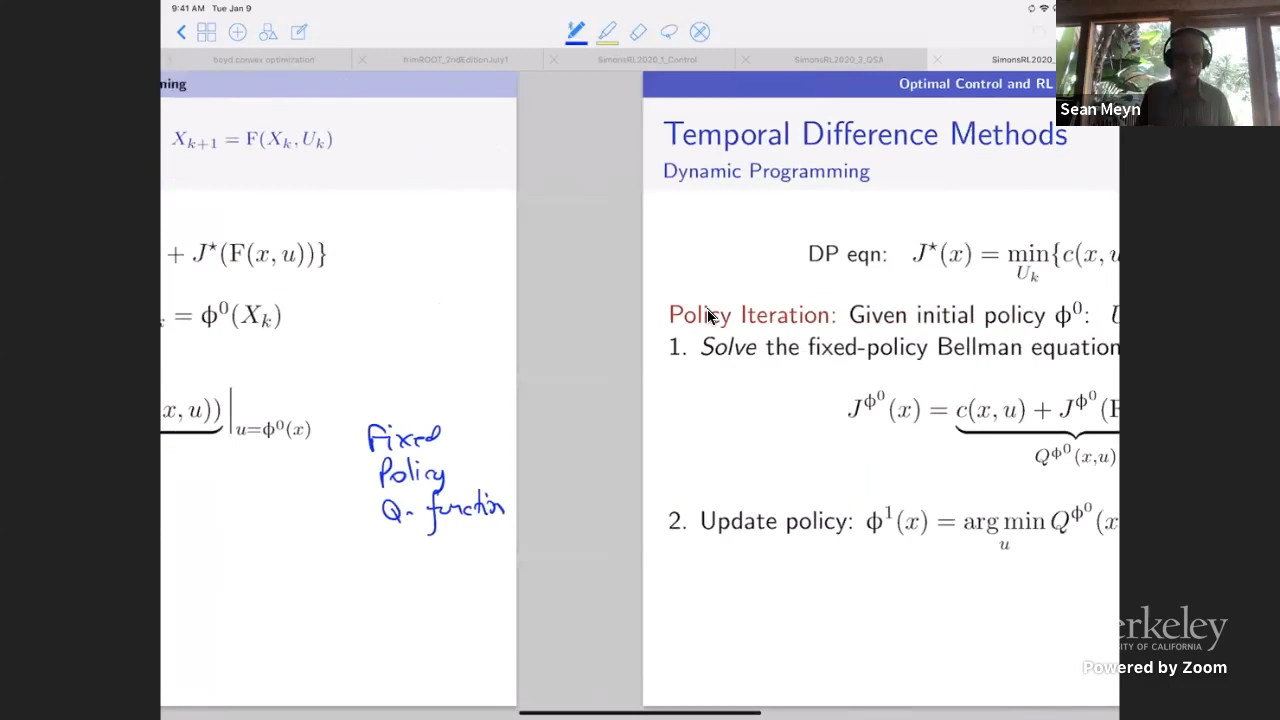 9:41 AM Tue Jan 9
boyd convex optimization
trimROOT_2ndEditionJuly1
SimonsRL2020_1_Control
SimonsRL2020_3_QSA
SimonsRL2020_
Sean Meyn
ning
X_{k+1} = F(X_k, U_k)
+ J^⋆(F(x, u))}
= ϕ^0(X_k)
x, u)) |_{u=ϕ^0(x)}
Fixed
Policy
Q- function
Optimal Control and RL
Temporal Difference Methods
Dynamic Programming
DP eqn: J^⋆(x) = min_{U_k} {c(x, u
Policy Iteration: Given initial policy ϕ^0: U
1. Solve the fixed-policy Bellman equation
J^{ϕ^0}(x) = c(x, u) + J^{ϕ^0}(F
Q^{ϕ^0}(x,u)
2. Update policy: ϕ^1(x) = arg min_u Q^{ϕ^0}(x
erkeley
TY OF CALIFORNIA
Powered by Zoom